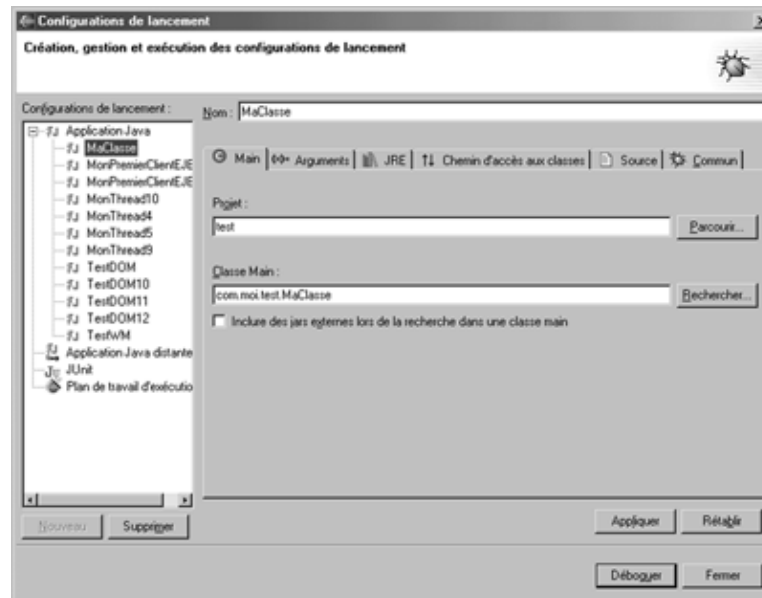 Configurations de lancement
Création, gestion et exécution des configurations de lancement
Configurations de lancement :
Application Java
MaClasse
MonPremierClientEJE
MonPremierClientEJE
MonThread10
MonThread4
MonThread5
MonThread9
TestDOM
TestDOM10
TestDOM11
TestDOM12
TestWM
Application Java distante
JUnit
Plan de travail d'exécutio
Nouveau
Supprimer
Nom : MaClasse
Main Arguments JRE Chemin d'accès aux classes Source Commun
Projet :
test Parcourir...
Classe Main :
com.moi.test.MaClasse Rechercher...
Inclure des jars externes lors de la recherche dans une classe main
Appliquer Rétablir
Déboguer Fermer